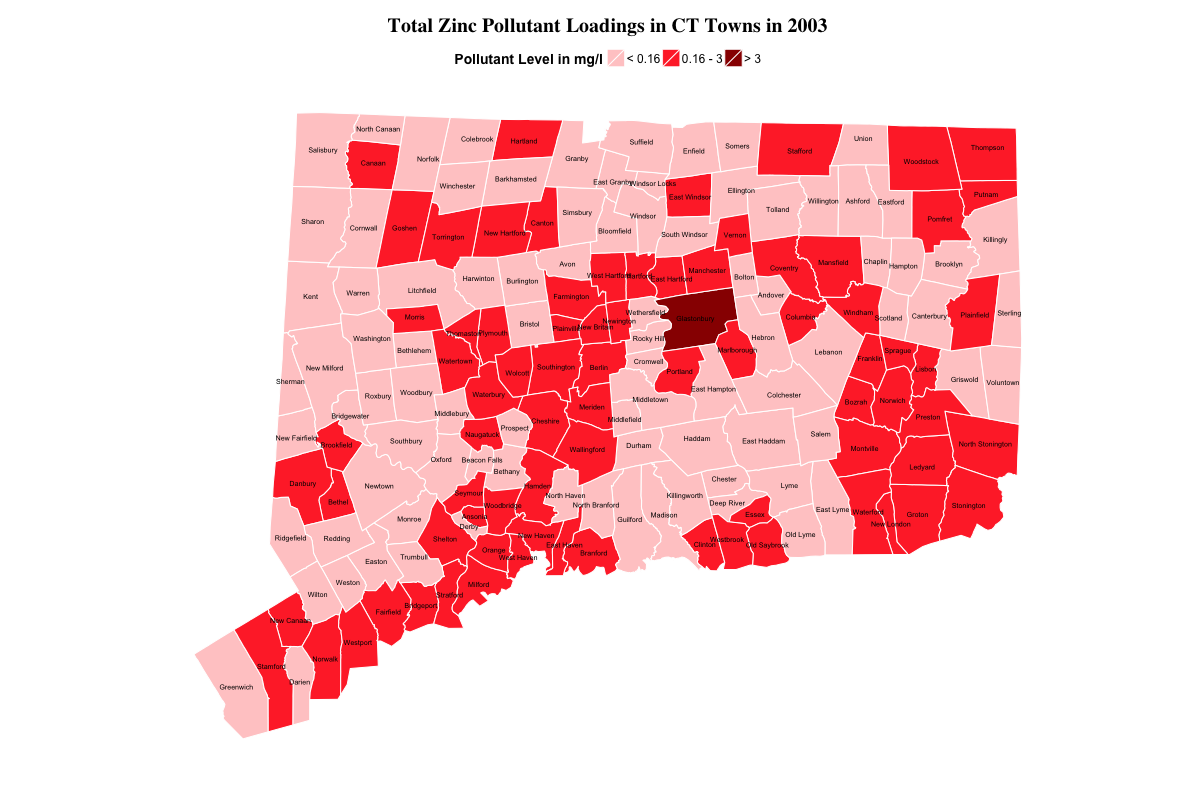 Total Zinc Pollutant Loadings in CT Towns in 2003
Pollutant Level in mg/l < 0.16 0.16 - 3 > 3
North Canaan
Colebrook
Hartland
Salisbury
Canaan
Norfolk
Granby
Suffield
Enfield
Somers
Stafford
Union
Woodstock
Thompson
Winchester
Barkhamsted
East Granby
Windsor Locks
East Windsor
Ellington
Tolland
Willington
Ashford
Eastford
Pomfret
Putnam
Sharon
Cornwall
Goshen
Torrington
New Hartford
Canton
Simsbury
Bloomfield
Windsor
South Windsor
Vernon
Killingly
Kent
Warren
Litchfield
Harwinton
Burlington
Avon
West Hartford
Hartford
East Hartford
Manchester
Bolton
Coventry
Mansfield
Chaplin
Hampton
Brooklyn
Farmington
Andover
Morris
Washington
Bethlehem
Thomaston
Plymouth
Bristol
Plainville
New Britain
Newington
Wethersfield
Glastonbury
Rocky Hill
Columbia
Windham
Scotland
Canterbury
Plainfield
Sterling
Hebron
Marlborough
Lebanon
Franklin
Sprague
Lisbon
Griswold
Voluntown
New Milford
Sherman
Watertown
Wolcott
Southington
Berlin
Cromwell
Portland
East Hampton
Colchester
Bozrah
Norwich
Preston
Roxbury
Woodbury
Waterbury
Bridgewater
Middlebury
Cheshire
Meriden
Middletown
Middlefield
New Fairfield
Brookfield
Southbury
Naugatuck
Prospect
Oxford
Beacon Falls
Bethany
Wallingford
Durham
Haddam
East Haddam
Salem
Montville
Ledyard
North Stonington
Danbury
Bethel
Newtown
Seymour
Woodbridge
Hamden
North Haven
North Branford
Guilford
Madison
Killingworth
Chester
Deep River
Essex
Lyme
East Lyme
Waterford
New London
Groton
Stonington
Ridgefield
Redding
Monroe
Ansonia
Derby
Shelton
Orange
West Haven
New Haven
East Haven
Branford
Clinton
Westbrook
Old Saybrook
Old Lyme
Easton
Trumbull
Weston
Wilton
Milford
Stratford
Bridgeport
Fairfield
New Canaan
Westport
Norwalk
Stamford
Darien
Greenwich